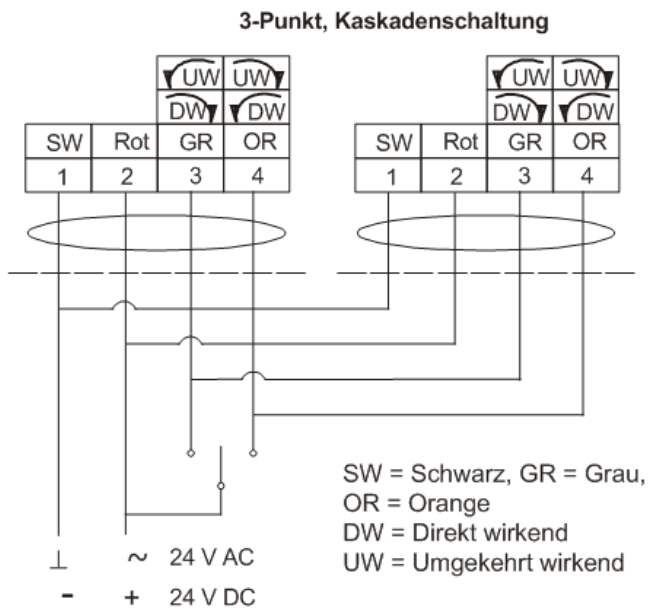 3-Punkt, Kaskadenschaltung
UW UW UW UW
DW DW DW DW
SW Rot GR OR SW Rot GR OR
1 2 3 4 1 2 3 4
SW = Schwarz, GR = Grau,
OR = Orange
DW = Direkt wirkend
UW = Umgekehrt wirkend
⊥ ~ 24 V AC
- + 24 V DC